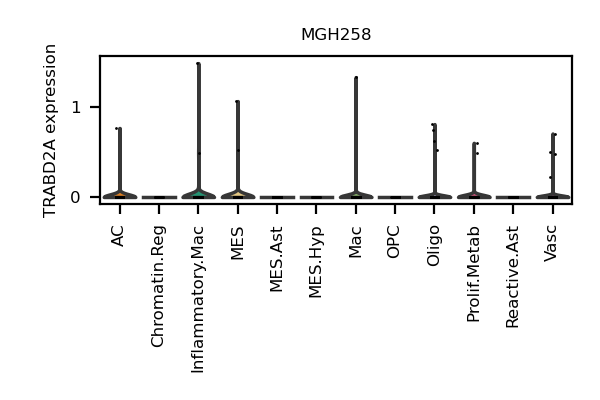 MGH258
TRABD2A expression
1
0
AC
Chromatin.Reg
Inflammatory.Mac
MES
MES.Ast
MES.Hyp
Mac
OPC
Oligo
Prolif.Metab
Reactive.Ast
Vasc